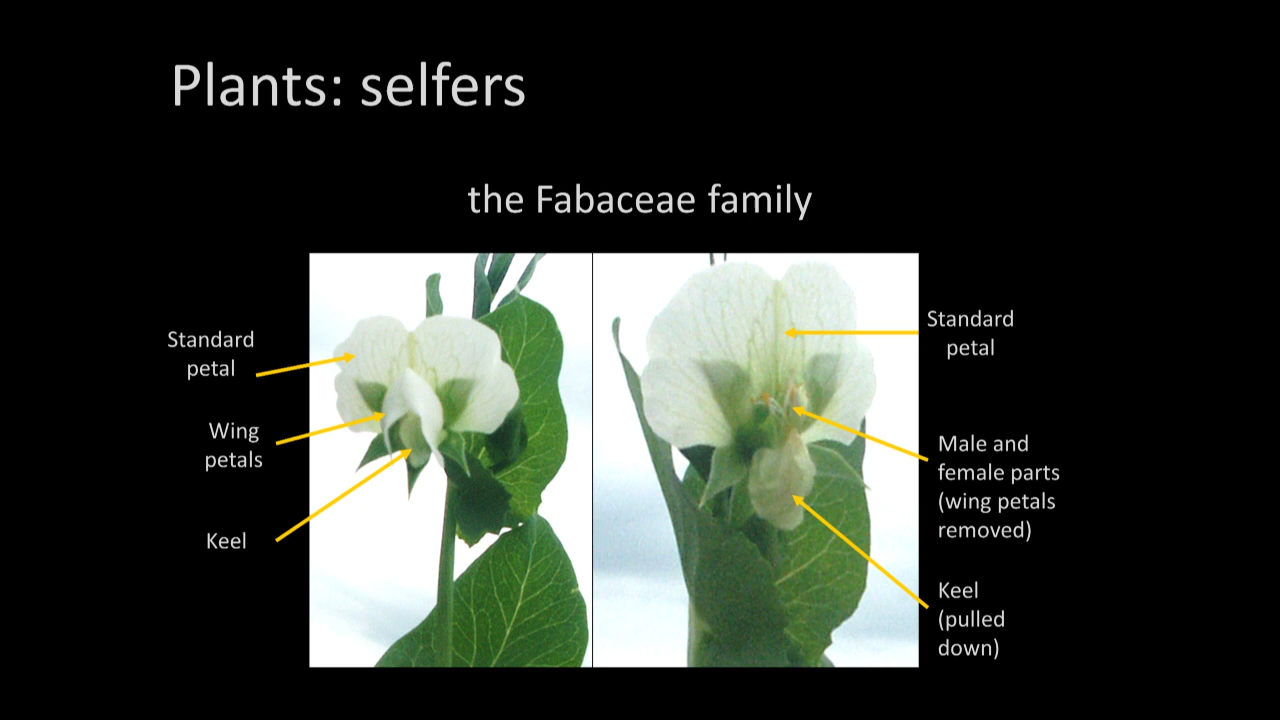 Plants: selfers
the Fabaceae family
Standard
petal
Wing
petals
Keel
Standard
petal
Male and
female parts
(wing petals
removed)
Keel
(pulled
down)